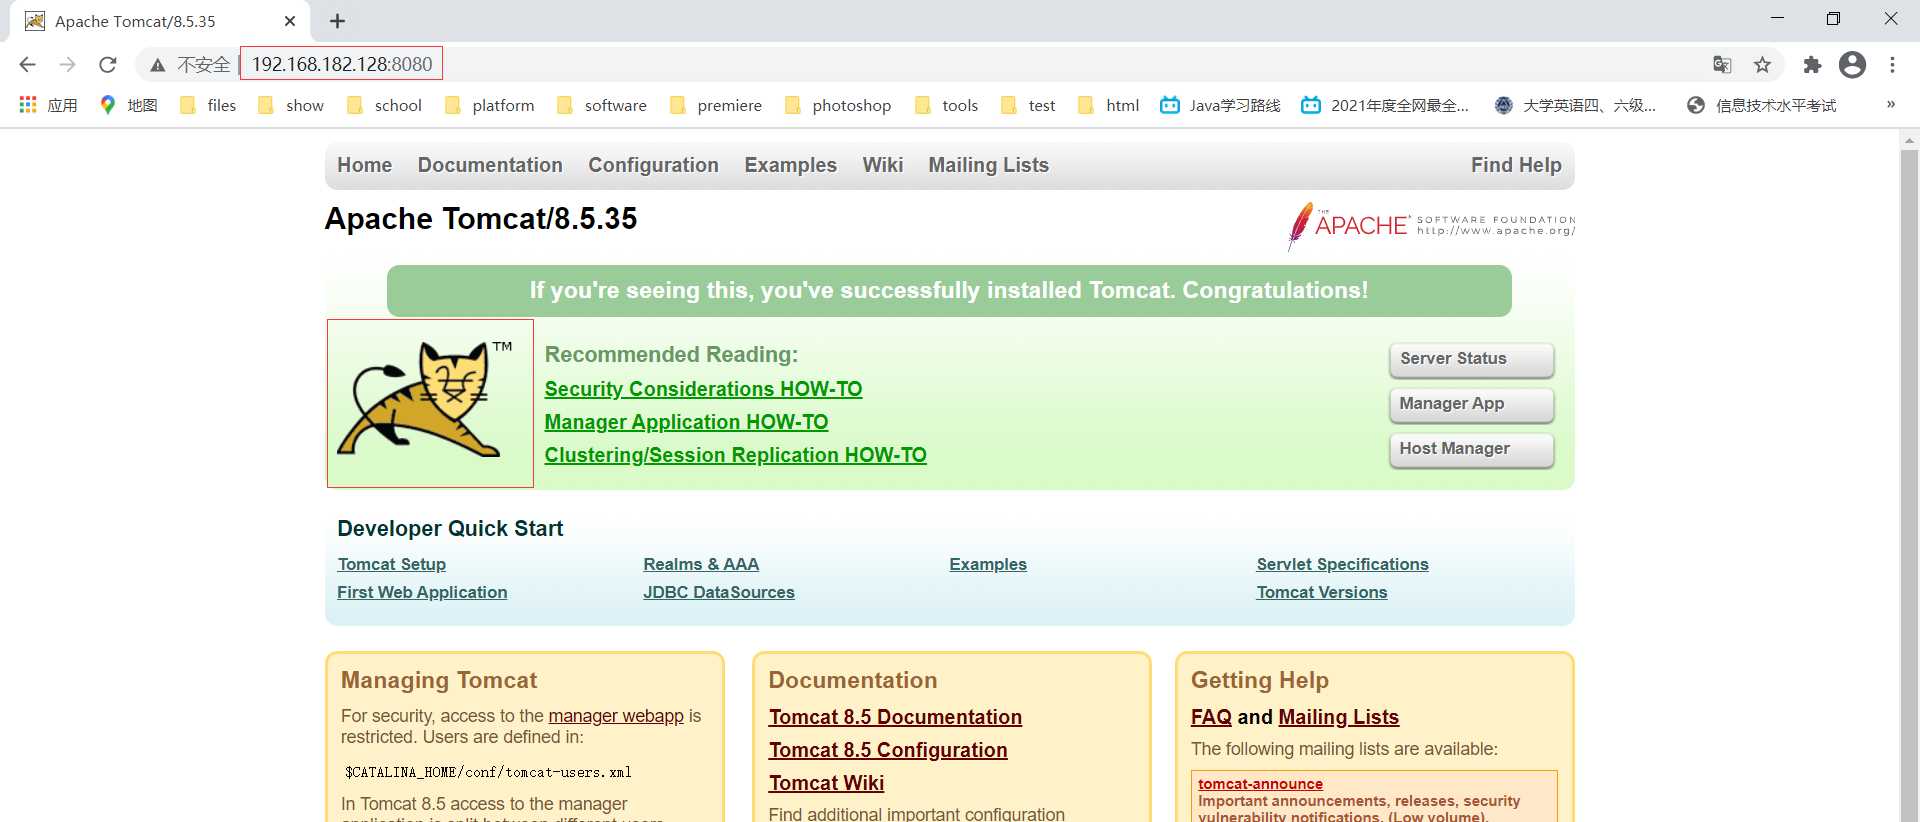 Apache Tomcat/8.5.35
不安全 192.168.182.128:8080
应用 地图 files show school platform software premiere photoshop tools test html Java学习路线 2021年度全网最全... 大学英语四、六级... 信息技术水平考试 »
Home Documentation Configuration Examples Wiki Mailing Lists Find Help
Apache Tomcat/8.5.35
THE APACHE SOFTWARE FOUNDATION
http://www.apache.org/
If you're seeing this, you've successfully installed Tomcat. Congratulations!
TM
Recommended Reading:
Security Considerations HOW-TO
Manager Application HOW-TO
Clustering/Session Replication HOW-TO
Server Status
Manager App
Host Manager
Developer Quick Start
Tomcat Setup
First Web Application
Realms & AAA
JDBC DataSources
Examples
Servlet Specifications
Tomcat Versions
Managing Tomcat
For security, access to the manager webapp is
restricted. Users are defined in:
$CATALINA_HOME/conf/tomcat-users.xml
In Tomcat 8.5 access to the manager
application is split between different users.
Documentation
Tomcat 8.5 Documentation
Tomcat 8.5 Configuration
Tomcat Wiki
Find additional important configuration
Getting Help
FAQ and Mailing Lists
The following mailing lists are available:
tomcat-announce
Important announcements, releases, security
vulnerability notifications. (Low volume).